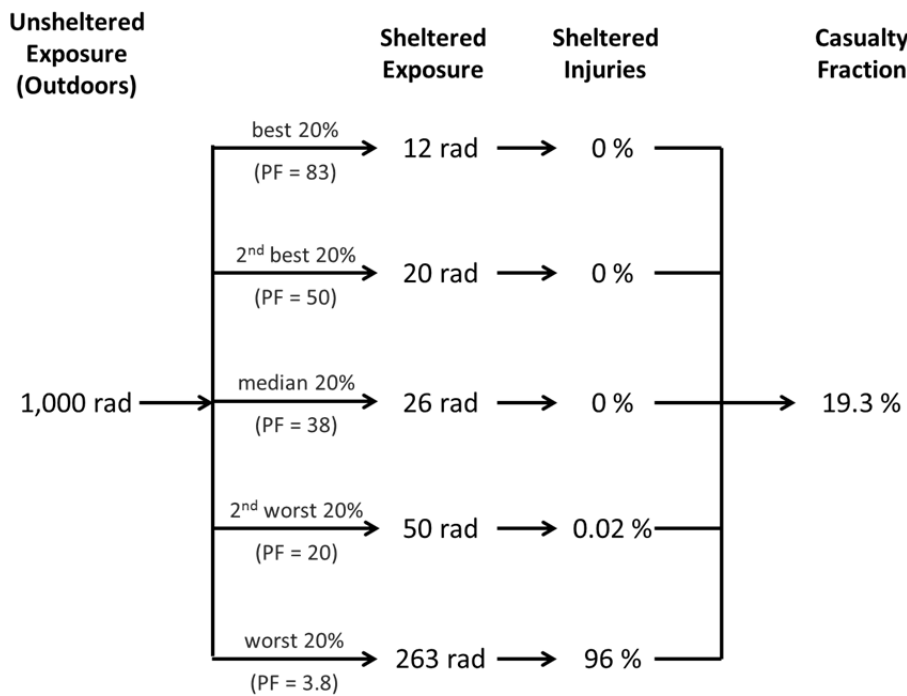 Unsheltered
Exposure
(Outdoors)
Sheltered
Exposure
Sheltered
Injuries
Casualty
Fraction
best 20%
(PF = 83)
12 rad
0 %
2nd best 20%
(PF = 50)
20 rad
0 %
1,000 rad
median 20%
(PF = 38)
26 rad
0 %
19.3 %
2nd worst 20%
(PF = 20)
50 rad
0.02 %
worst 20%
(PF = 3.8)
263 rad
96 %